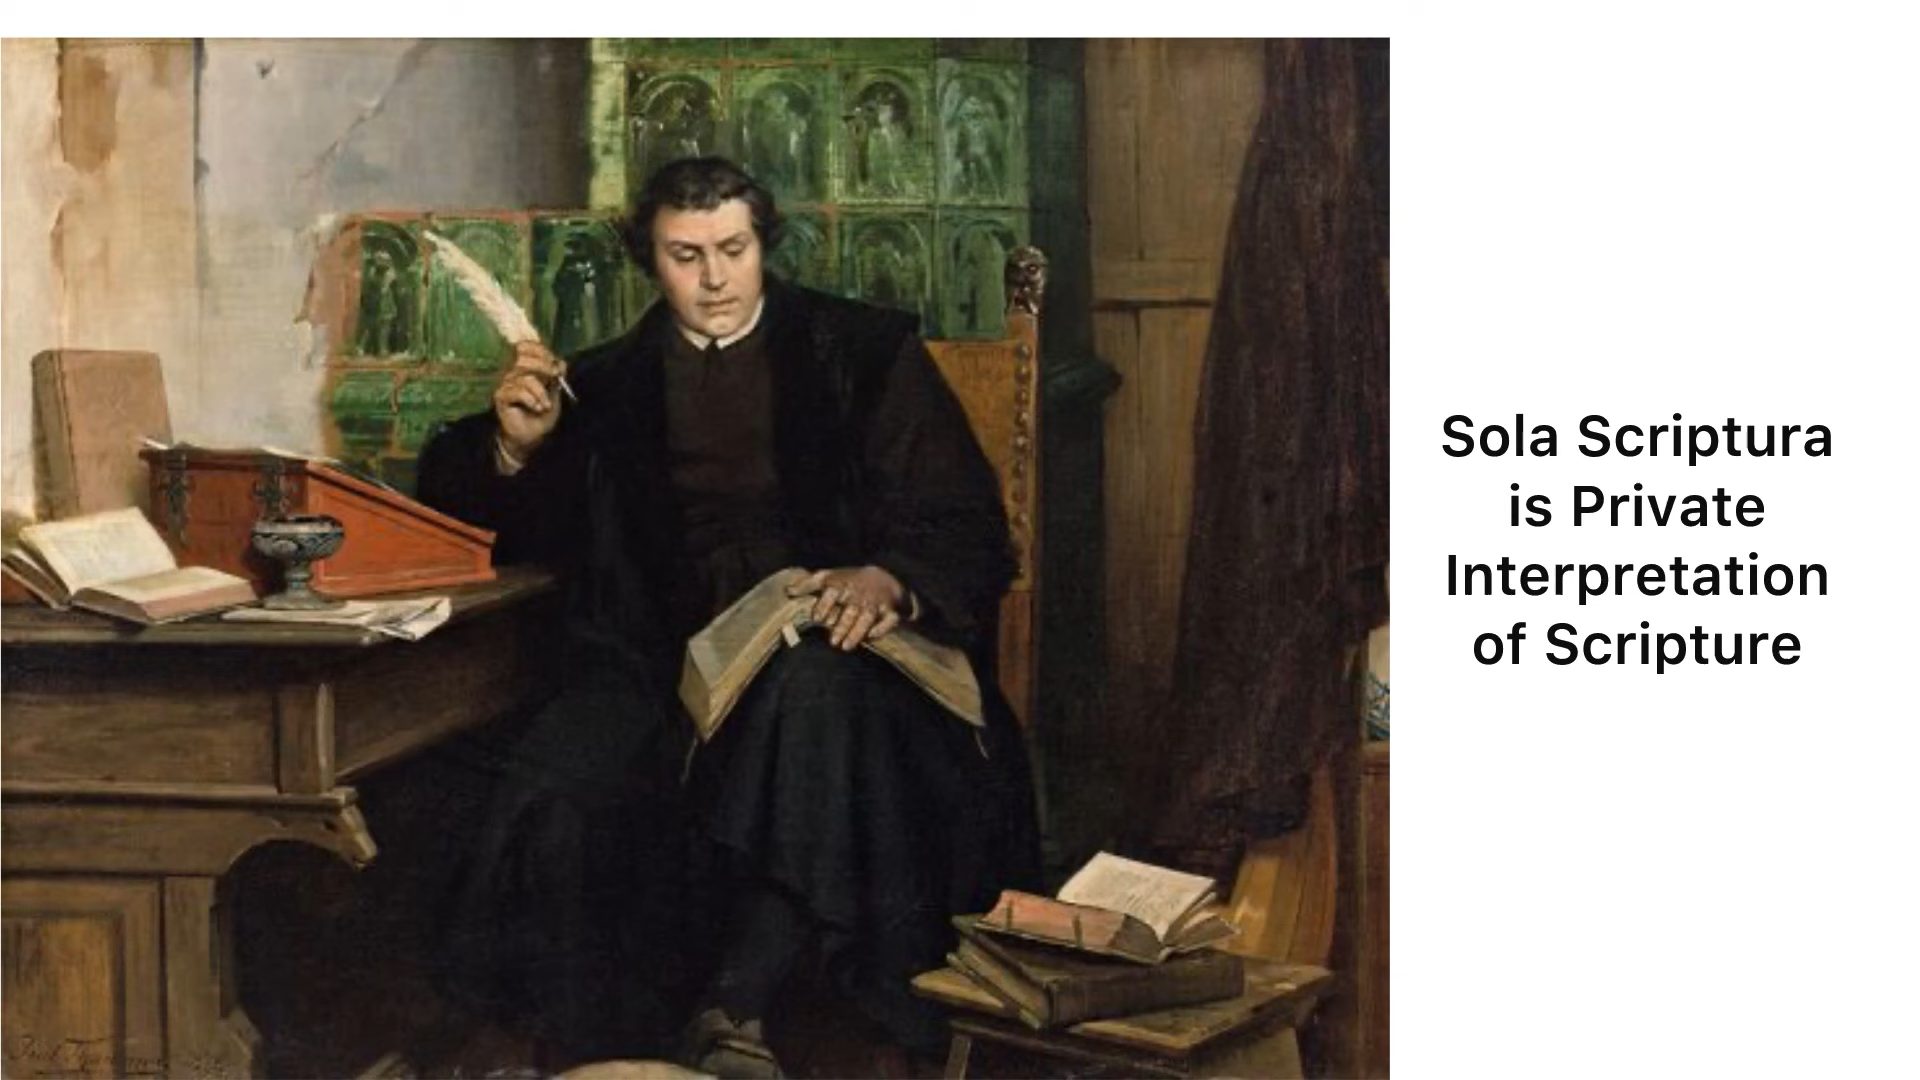 Sola Scriptura
is Private
Interpretation
of Scripture